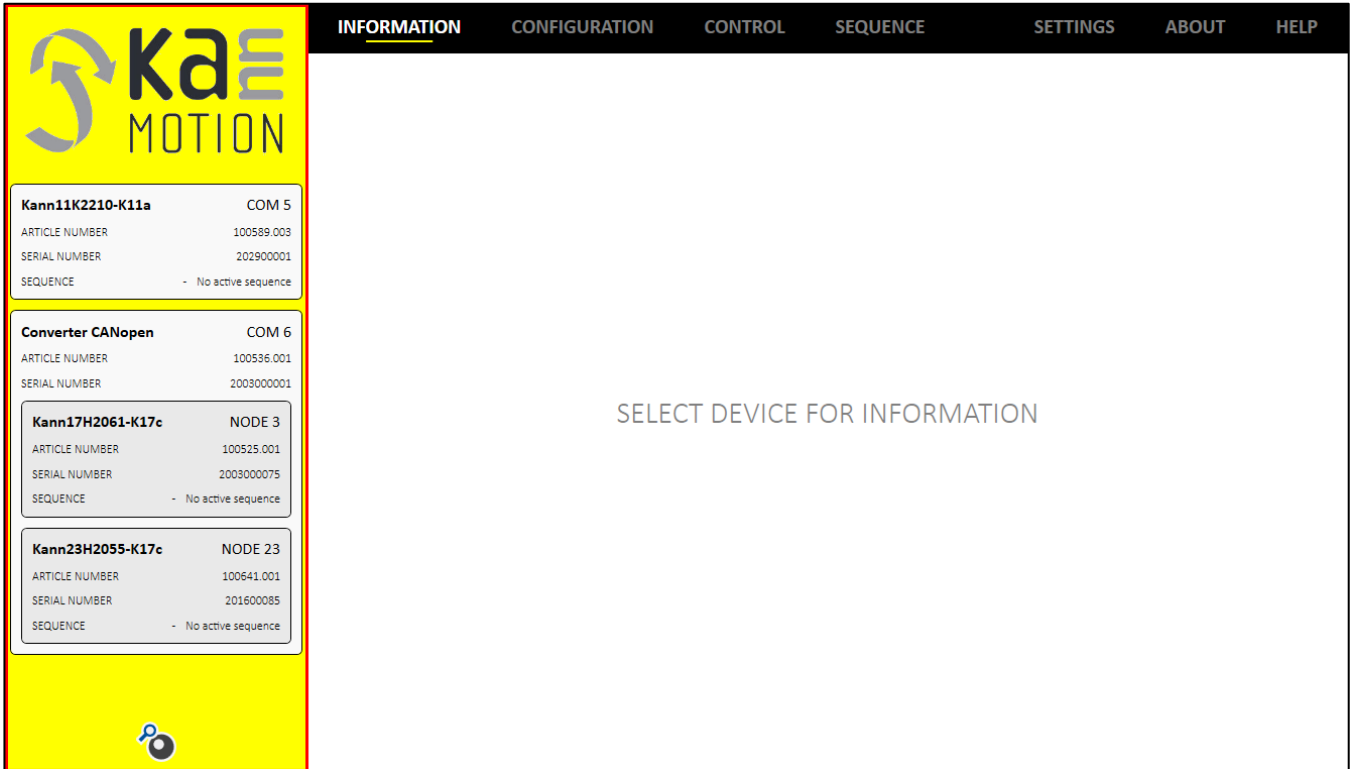 Kann
MOTION
INFORMATION CONFIGURATION CONTROL SEQUENCE SETTINGS ABOUT HELP
Kann11K2210-K11a COM 5
ARTICLE NUMBER 100589.003
SERIAL NUMBER 202900001
SEQUENCE - No active sequence
Converter CANopen COM 6
ARTICLE NUMBER 100536.001
SERIAL NUMBER 2003000001
Kann17H2061-K17c NODE 3
ARTICLE NUMBER 100525.001
SERIAL NUMBER 2003000075
SEQUENCE - No active sequence
Kann23H2055-K17c NODE 23
ARTICLE NUMBER 100641.001
SERIAL NUMBER 201600085
SEQUENCE - No active sequence
SELECT DEVICE FOR INFORMATION